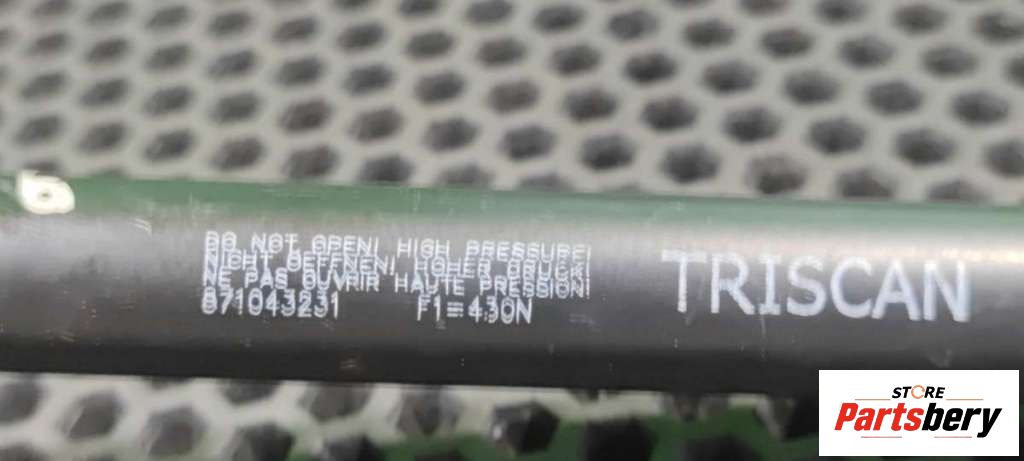 DO NOT OPEN! HIGH PRESSURE!
NICHT OEFFNEN! HOHER DRUCK!
NE PAS OUVRIR HAUTE PRESSION!
871043231 F1=430N
TRISCAN
STORE
Partsbery